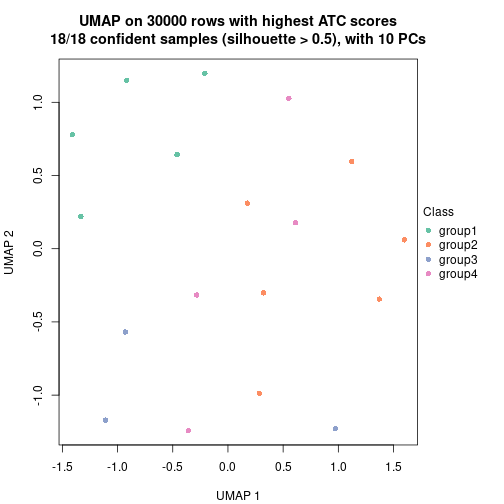 UMAP on 30000 rows with highest ATC scores
18/18 confident samples (silhouette > 0.5), with 10 PCs
UMAP 2
1.0
0.5
0.0
-0.5
-1.0
-1.5
-1.0
-0.5
0.0
0.5
1.0
1.5
UMAP 1
Class
group1
group2
group3
group4